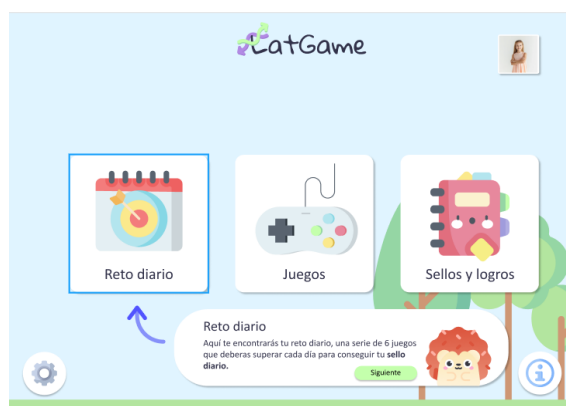 LatGame
Reto diario
Juegos
Sellos y logros
Reto diario
Aquí te encontrarás tu reto diario, una serie de 6 juegos
que deberas superar cada día para conseguir tu sello
diario.
Siguiente